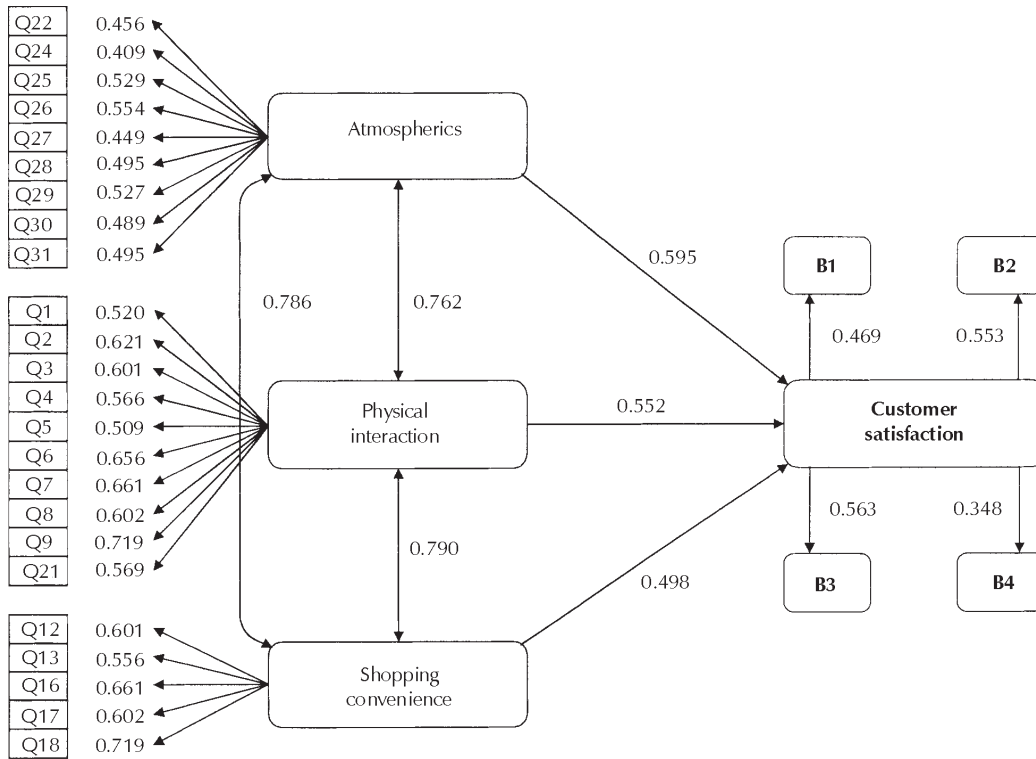 Q22 0.456
Q24 0.409
Q25 0.529
Q26 0.554
Q27 0.449
Q28 0.495
Q29 0.527
Q30 0.489
Q31 0.495
Atmospherics
0.595
B1
B2
0.786
0.762
0.469
0.553
Q1 0.520
Q2 0.621
Q3 0.601
Q4 0.566
Q5 0.509
Q6 0.656
Q7 0.661
Q8 0.602
Q9 0.719
Q21 0.569
Physical
interaction
0.552
Customer
satisfaction
0.563
0.348
0.790
0.498
B3
B4
Q12 0.601
Q13 0.556
Q16 0.661
Q17 0.602
Q18 0.719
Shopping
convenience